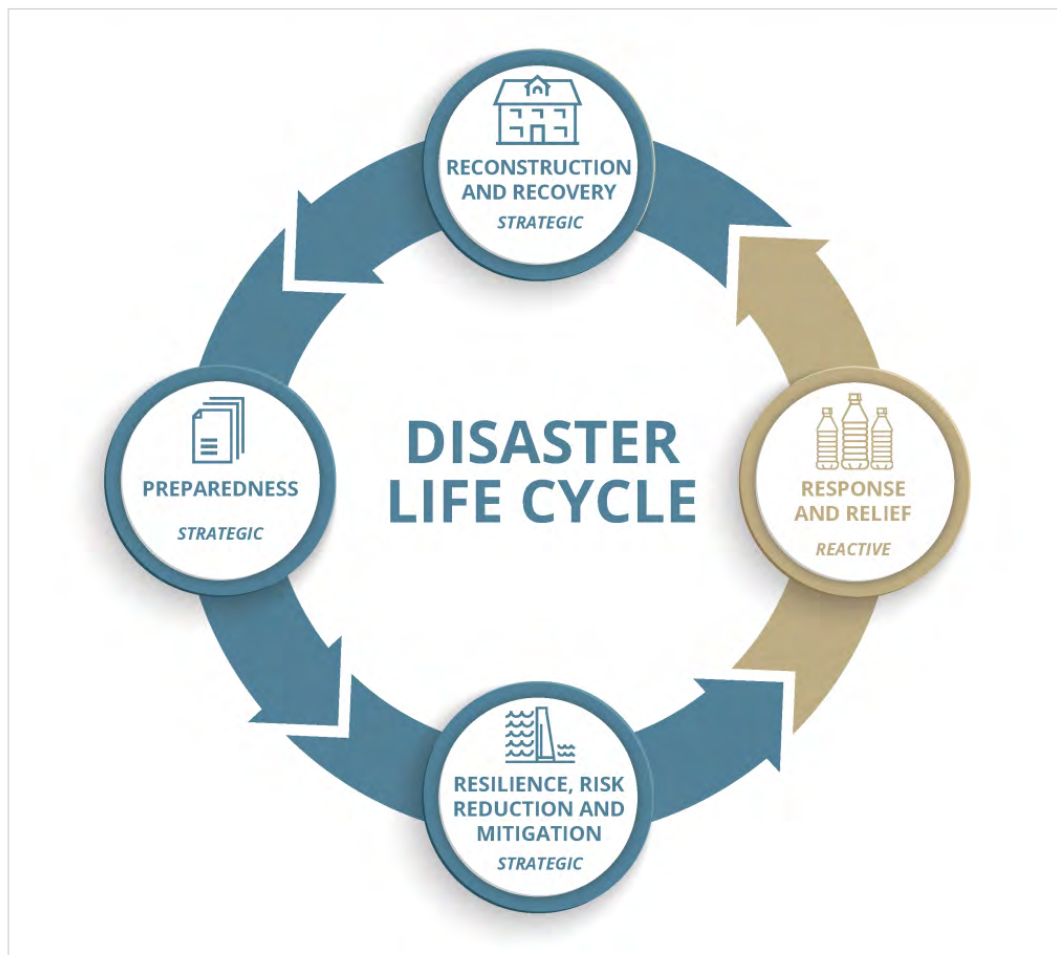 RECONSTRUCTION
AND RECOVERY
STRATEGIC
DISASTER
LIFE CYCLE
PREPAREDNESS
STRATEGIC
RESPONSE
AND RELIEF
REACTIVE
RESILIENCE, RISK
REDUCTION AND
MITIGATION
STRATEGIC